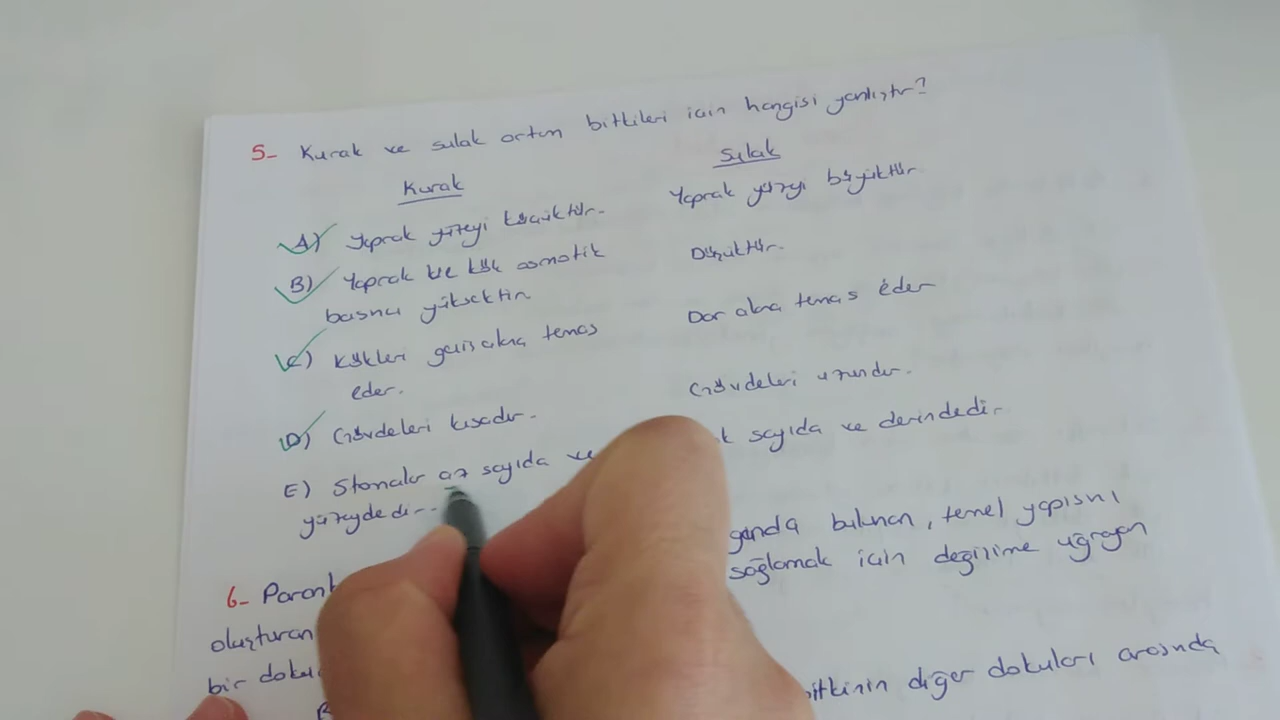 5- Kurak ve sulak ortam bitkileri için hangisi yanlıştır?
Kurak Sulak
A) Yaprak yüzeyi küçüktür. Yaprak yüzeyi büyüktür
B) Yaprak ve kök osmotik Düşüktür.
basıncı yüksektir
C) Kökleri geniş alana temas Dar alana temas eder
eder.
D) Gövdeleri kısadır. Gövdeleri uzundur.
E) Stomalar az sayıda ve sayıda ve derindedir
yüzeydedir.
6- bulunan, temel yapısını
oluşturan sağlamak için değişime uğrayan
bir bitkinin diğer dokuları arasında